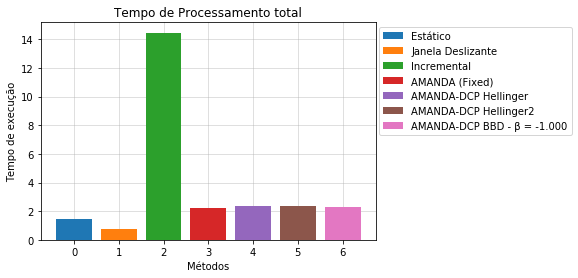 Tempo de Processamento total
Tempo de execução
14
12
10
8
6
4
2
0
0 1 2 3 4 5 6
Métodos
Estático
Janela Deslizante
Incremental
AMANDA (Fixed)
AMANDA-DCP Hellinger
AMANDA-DCP Hellinger2
AMANDA-DCP BBD - β = -1.000